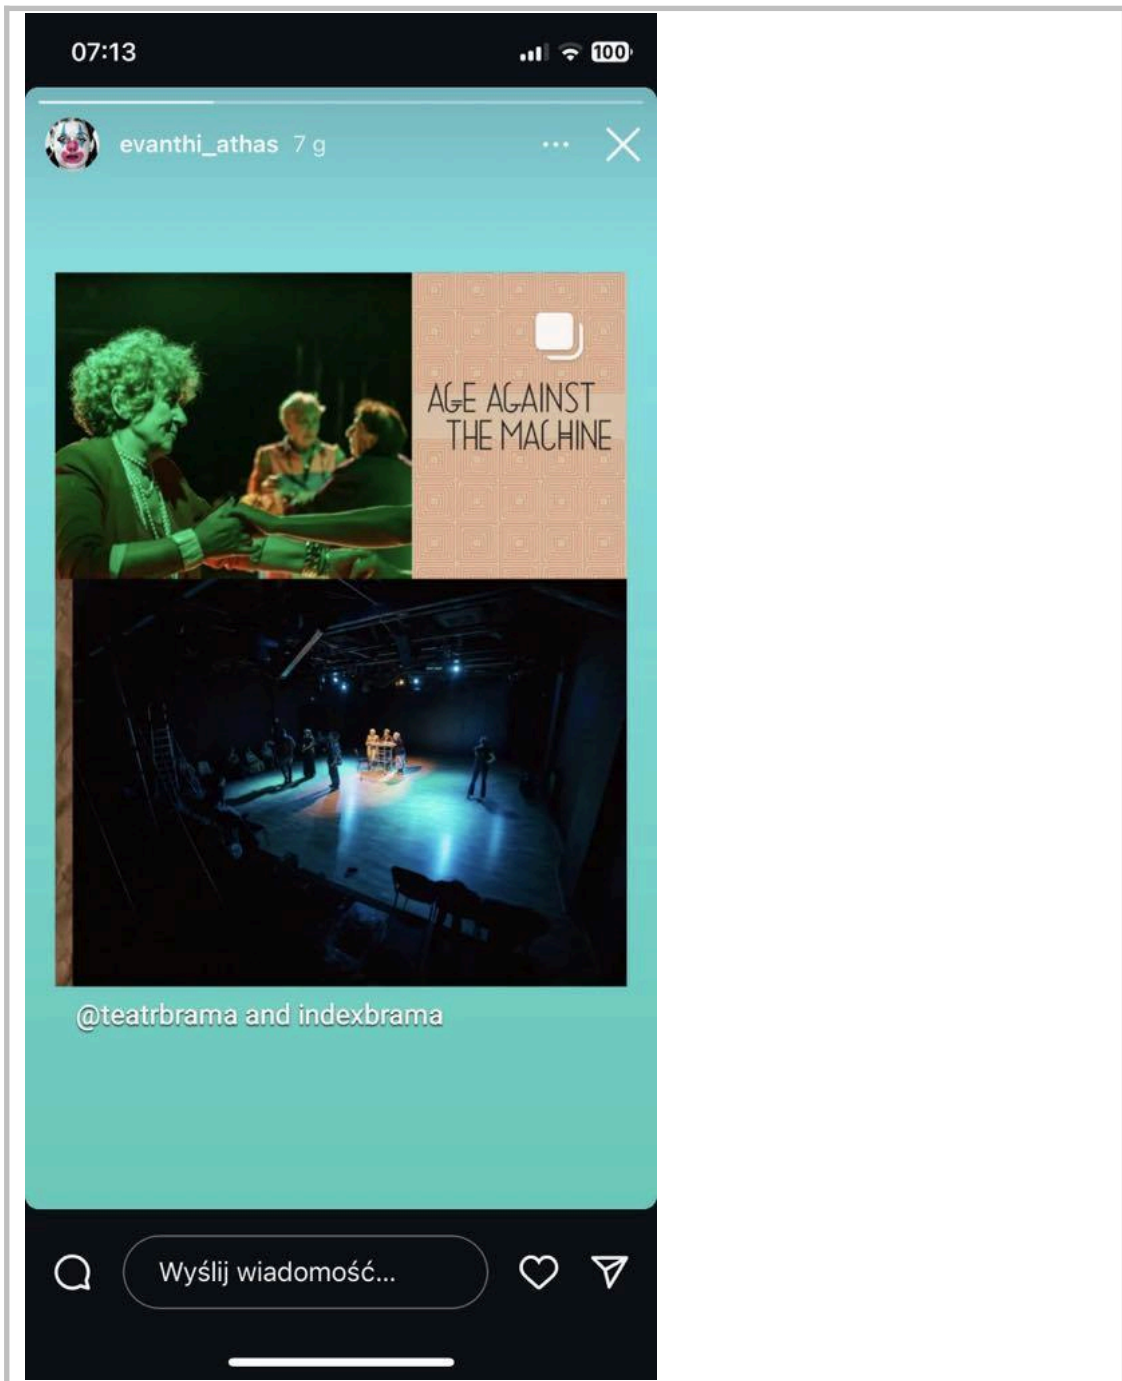 07:13
100
evanthi_athas 7 g
AGE AGAINST
THE MACHINE
@teatrbrama and indexbrama
Wyślij wiadomość...